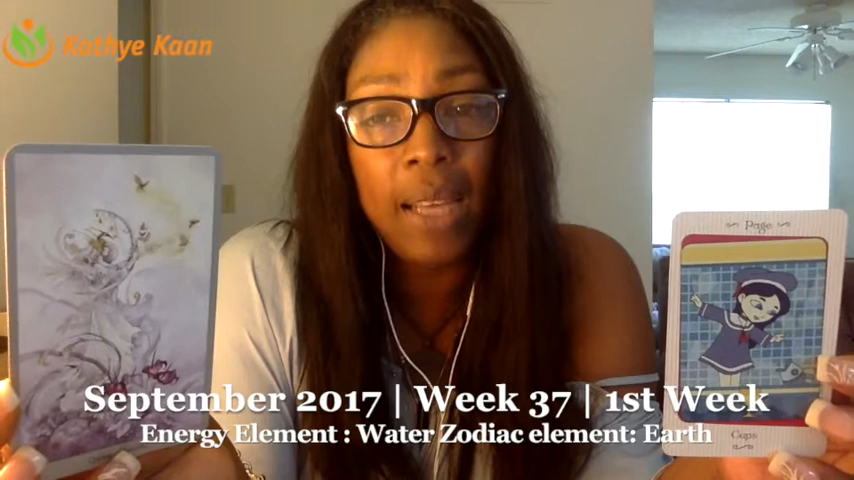 Kathye Kaan
Page
September 2017 | Week 37 | 1st Week
Energy Element : Water Zodiac element: Earth
Cups